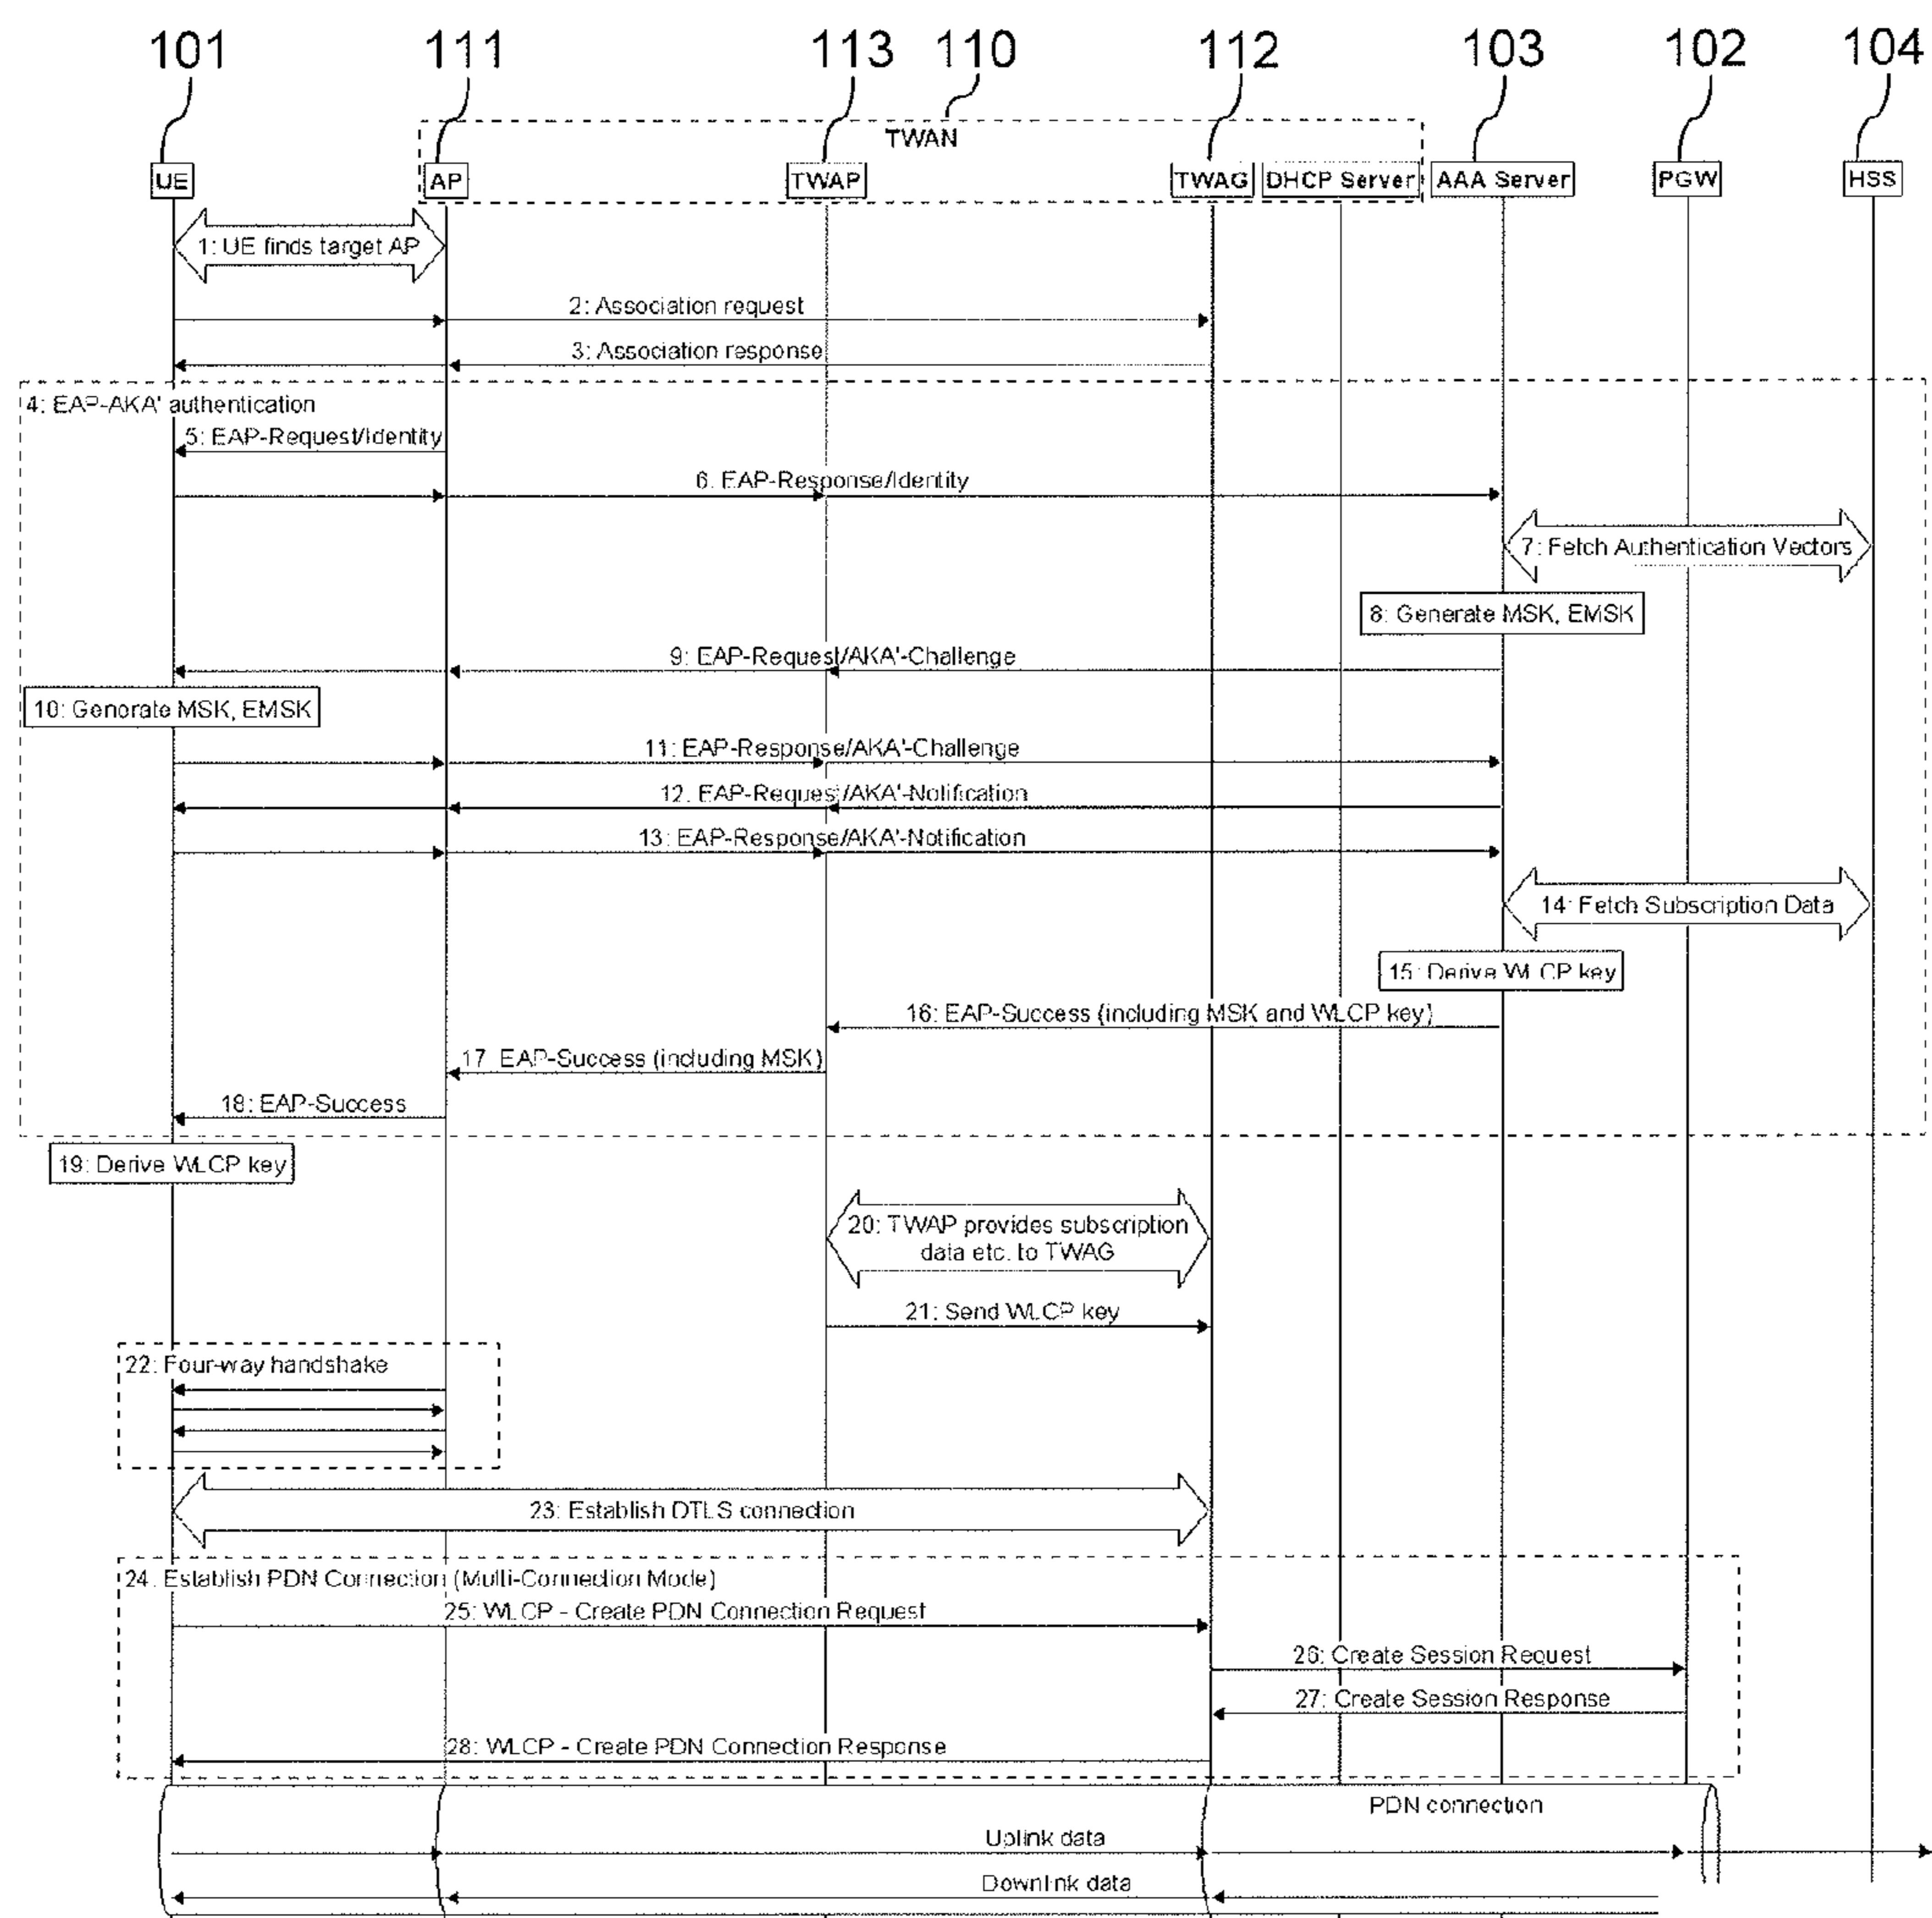 101 111 113 110 112 103 102 104
TWAN
UE AP TWAP TWAG DHCP Server AAA Server PGW HSS
1: UE finds target AP
2: Association request
3: Association response
4: EAP-AKA' authentication
5: EAP-Request/Identity
6: EAP-Response/Identity
7: Fetch Authentication Vectors
8: Generate MSK, EMSK
9: EAP-Request/AKA'-Challenge
10: Generate MSK, EMSK
11: EAP-Response/AKA'-Challenge
12: EAP-Request/AKA'-Notification
13: EAP-Response/AKA'-Notification
14: Fetch Subscription Data
15: Derive WLCP key
16: EAP-Success (including MSK and WLCP key)
17: EAP-Success (including MSK)
18: EAP-Success
19: Derive WLCP key
20: TWAP provides subscription
data etc. to TWAG
21: Send WLCP key
22: Four-way handshake
23: Establish DTLS connection
24: Establish PDN Connection (Multi-Connection Mode)
25: WLCP - Create PDN Connection Request
26: Create Session Request
27: Create Session Response
28: WLCP - Create PDN Connection Response
PDN connection
Uplink data
Downlink data